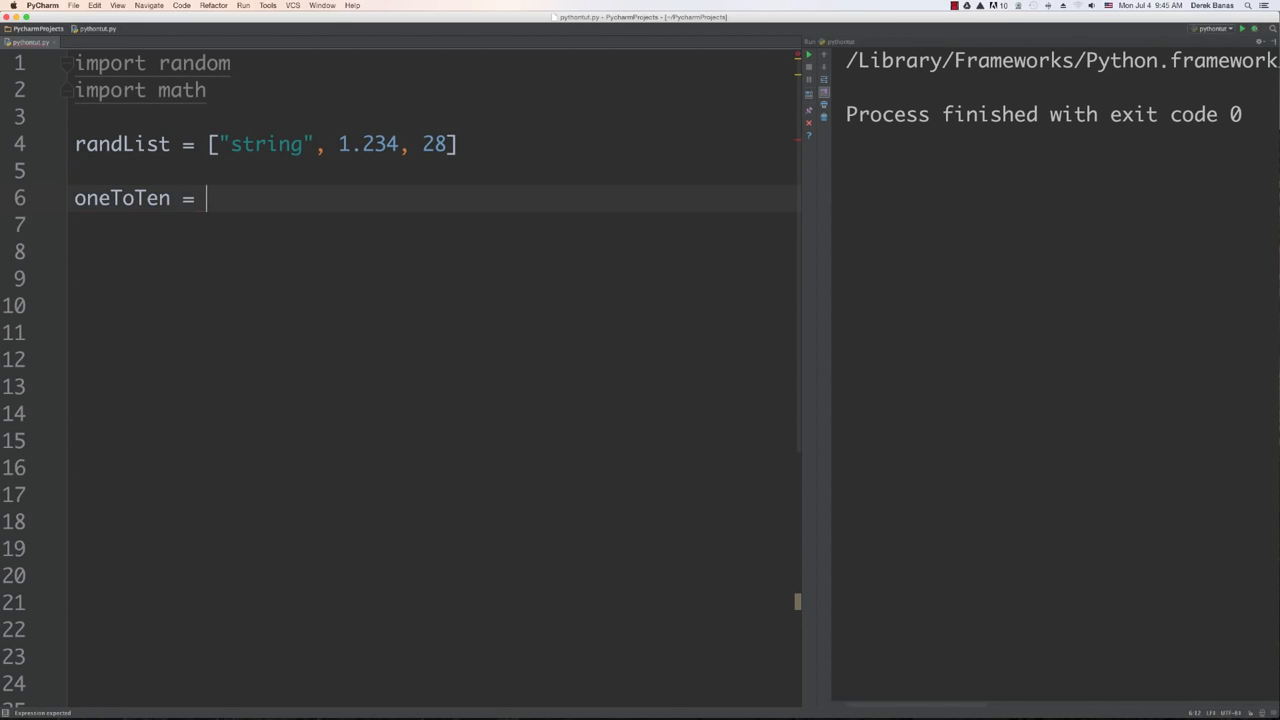 PyCharm File Edit View Navigate Code Refactor Run Tools VCS Window Help
10 Mon Jul 4 9:45 AM Derek Banas
pythontut.py - PycharmProjects - [~/PycharmProjects]
PycharmProjects pythontut.py
pythontut
pythontut.py
Run pythontut
1 import random
2 import math
3
4 randList = ["string", 1.234, 28]
5
6 oneToTen =
7
8
9
10
11
12
13
14
15
16
17
18
19
20
21
22
23
24
/Library/Frameworks/Python.framework
Process finished with exit code 0
Expression expected
6:12 LF÷ UTF-8÷